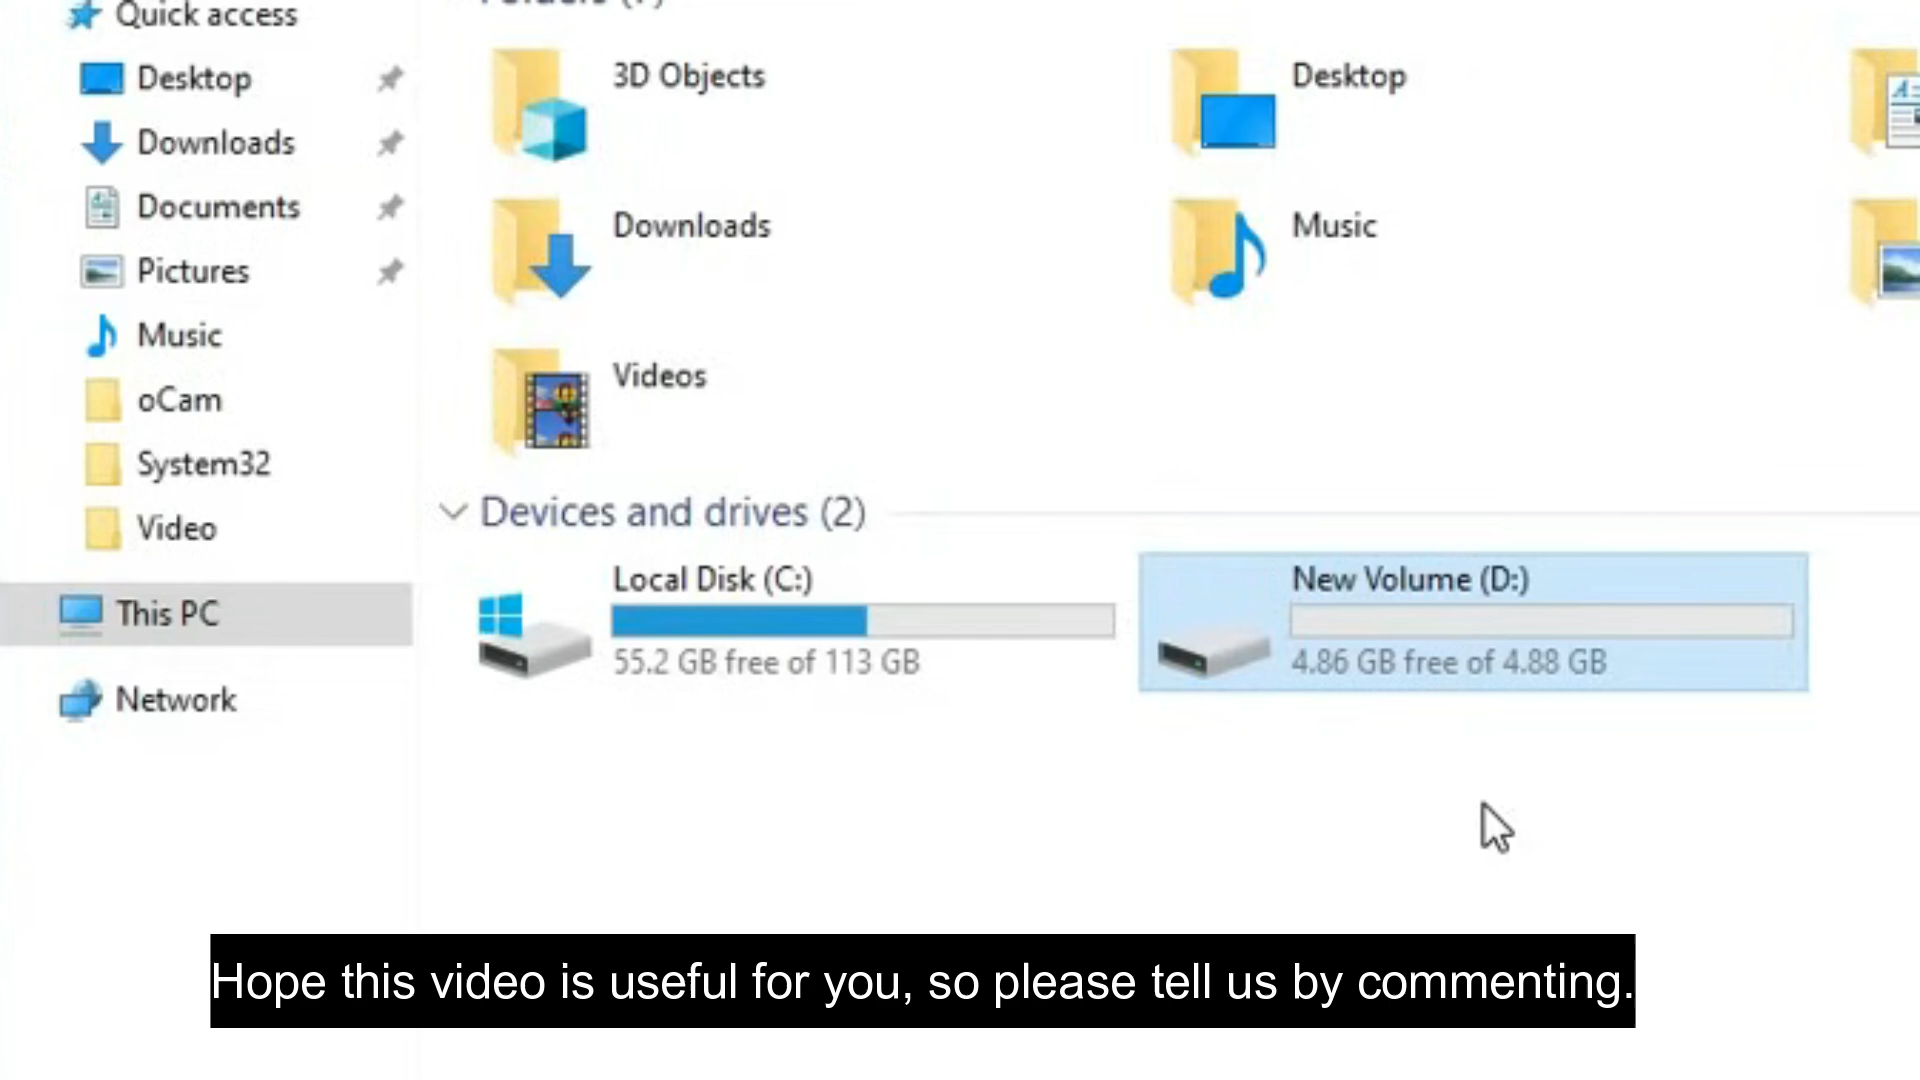 Quick access
Desktop
Downloads
Documents
Pictures
Music
oCam
System32
Video
This PC
Network
Folders (7)
3D Objects
Desktop
Downloads
Music
Videos
Devices and drives (2)
Local Disk (C:)
55.2 GB free of 113 GB
New Volume (D:)
4.86 GB free of 4.88 GB
Hope this video is useful for you, so please tell us by commenting.